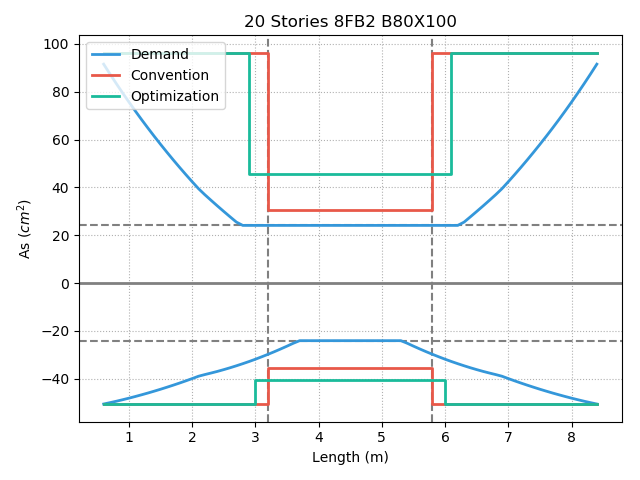 20 Stories 8FB2 B80X100
Demand
Convention
Optimization
As (cm²)
100
80
60
40
20
0
−20
−40
1 2 3 4 5 6 7 8
Length (m)